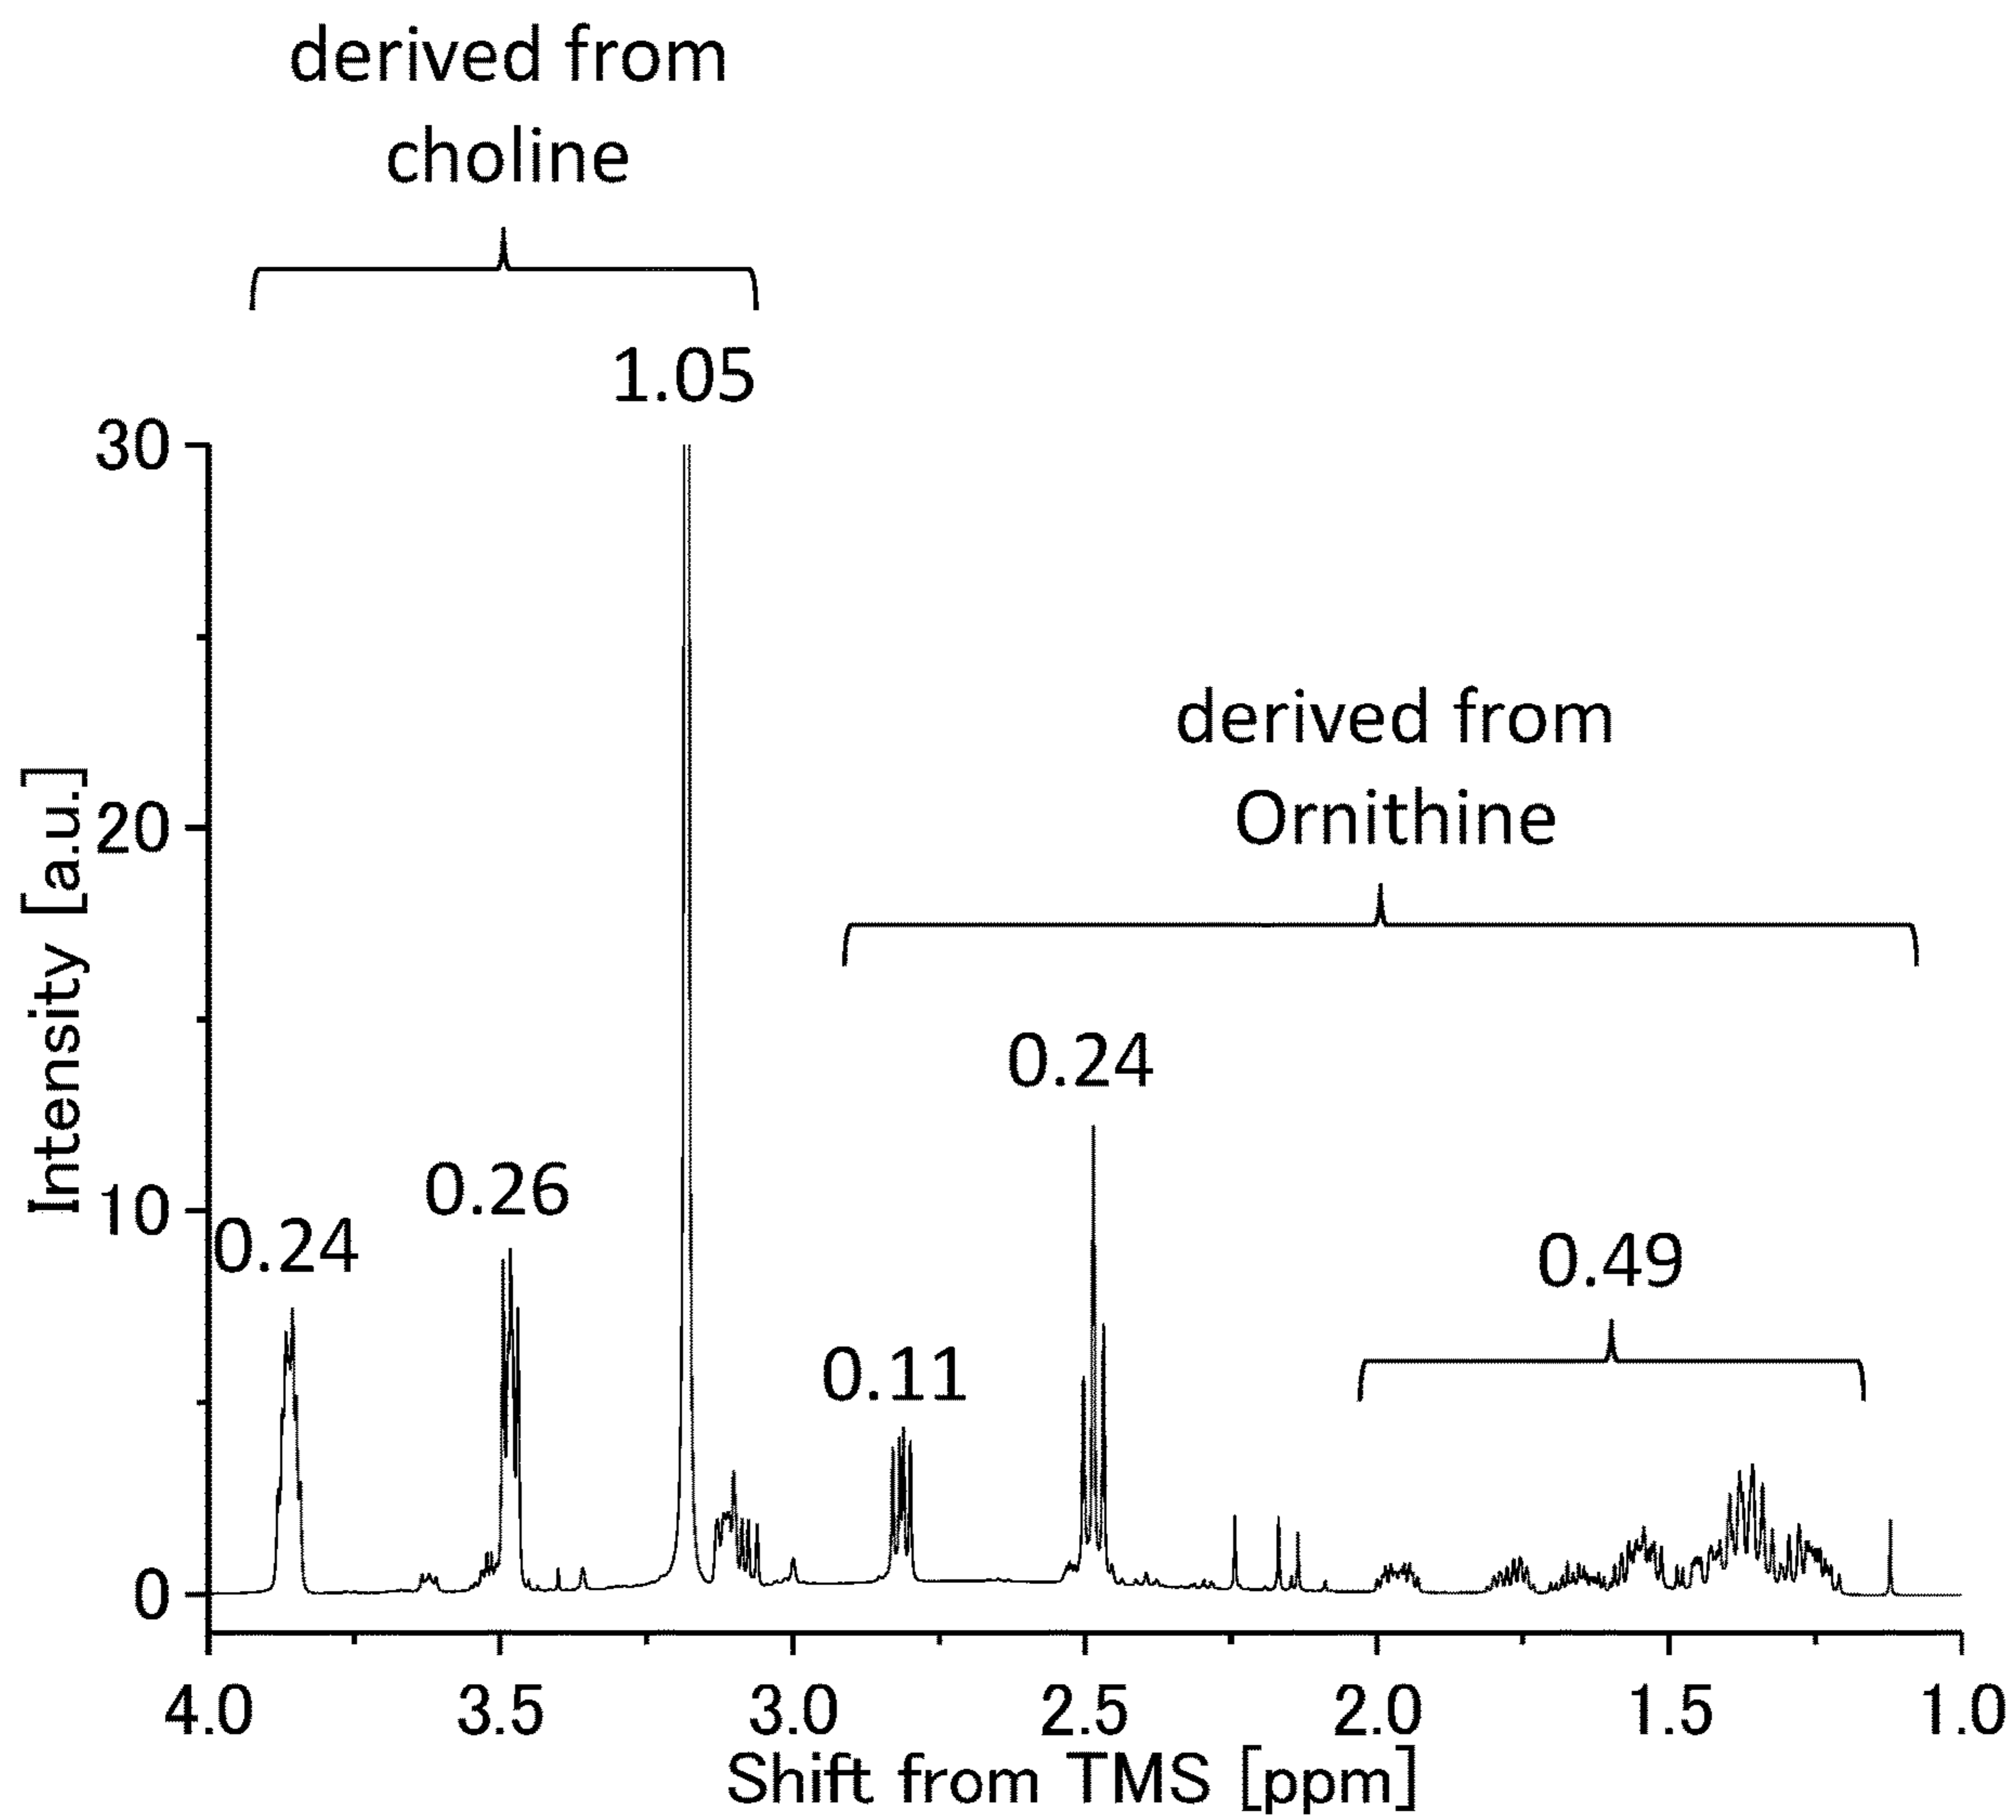 derived from
choline
1.05
30
derived from
Ornithine
20
Intensity [a.u.]
0.24
0.26
10
0.24
0.49
0.11
0
4.0 3.5 3.0 2.5 2.0 1.5 1.0
Shift from TMS [ppm]